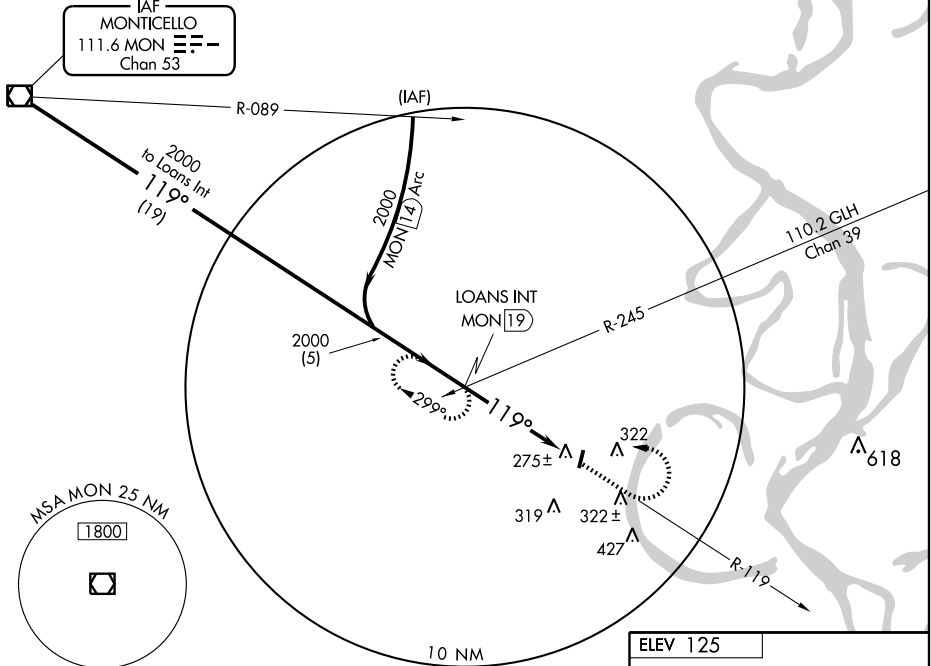 IAF
MONTICELLO
111.6 MON
Chan 53
R-089
(IAF)
2000
to Loans Int
119°
(19)
2000
MON 14 Arc
110.2 GLH
Chan 39
LOANS INT
MON 19
R-245
2000
(5)
299°
119°
322
275±
618
319
322±
427
R-119
MSA MON 25 NM
1800
10 NM
ELEV 125